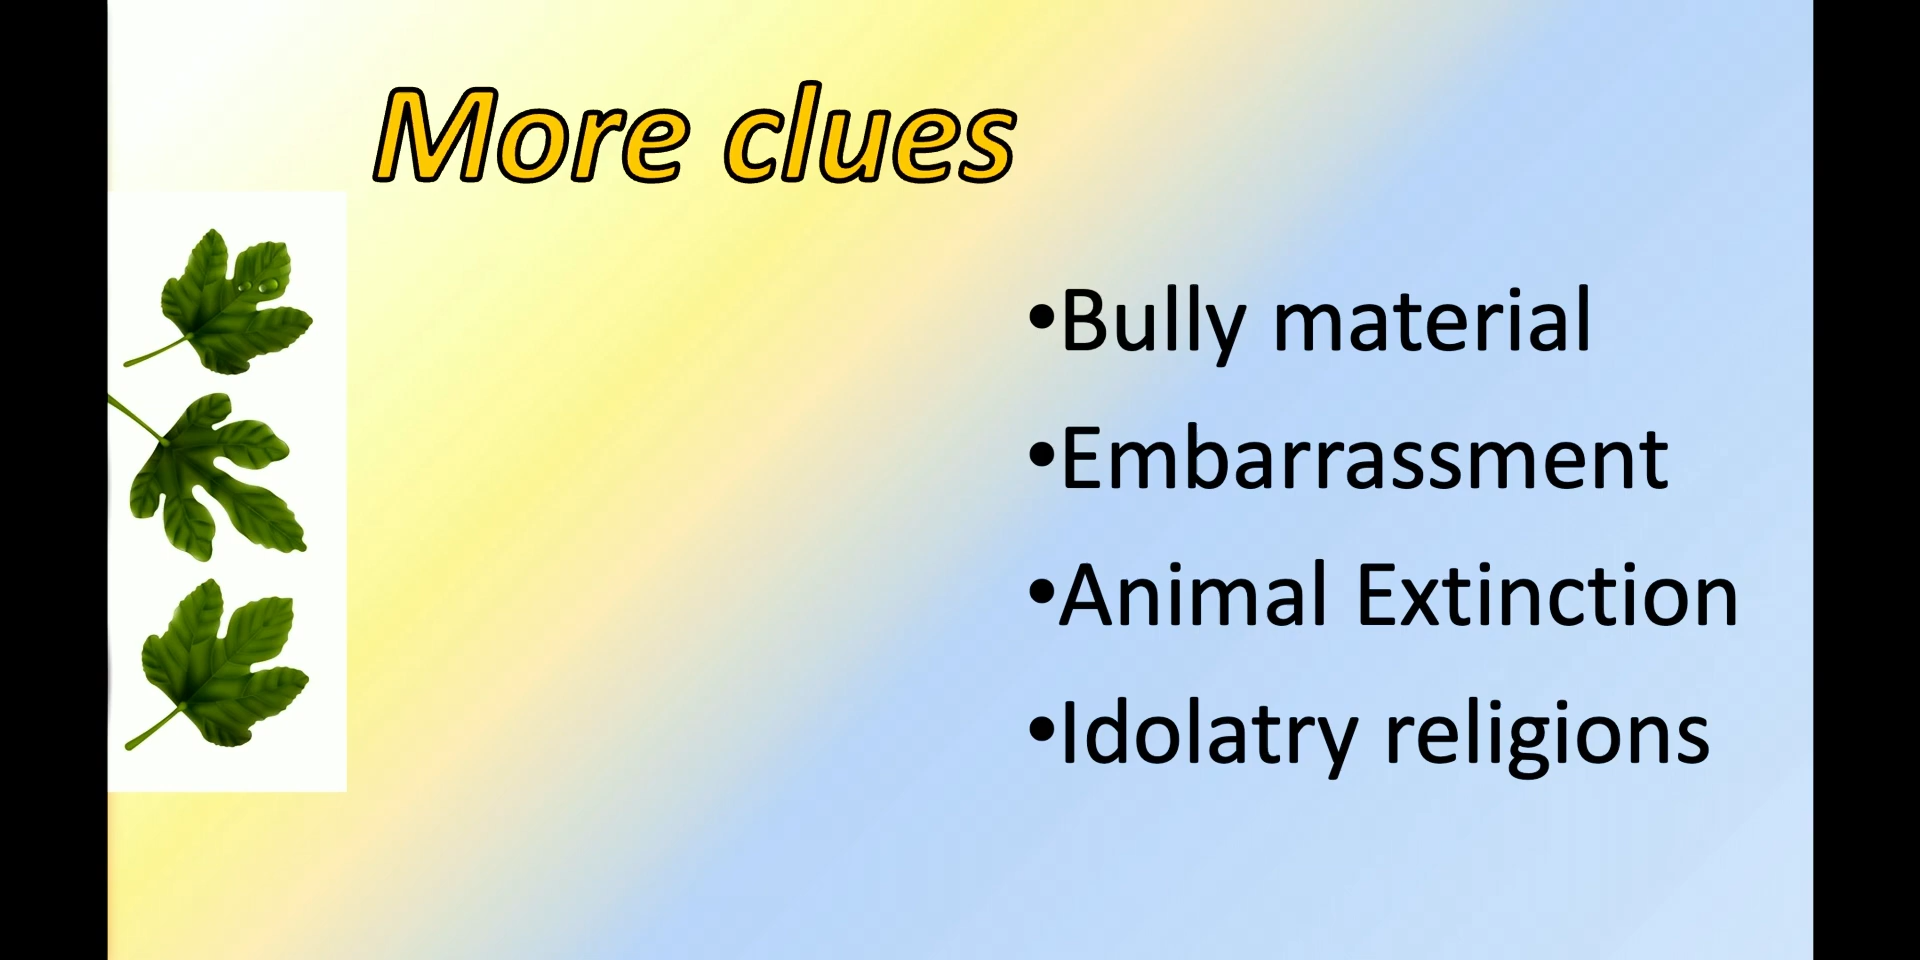 More clues
•Bully material
•Embarrassment
•Animal Extinction
•Idolatry religions